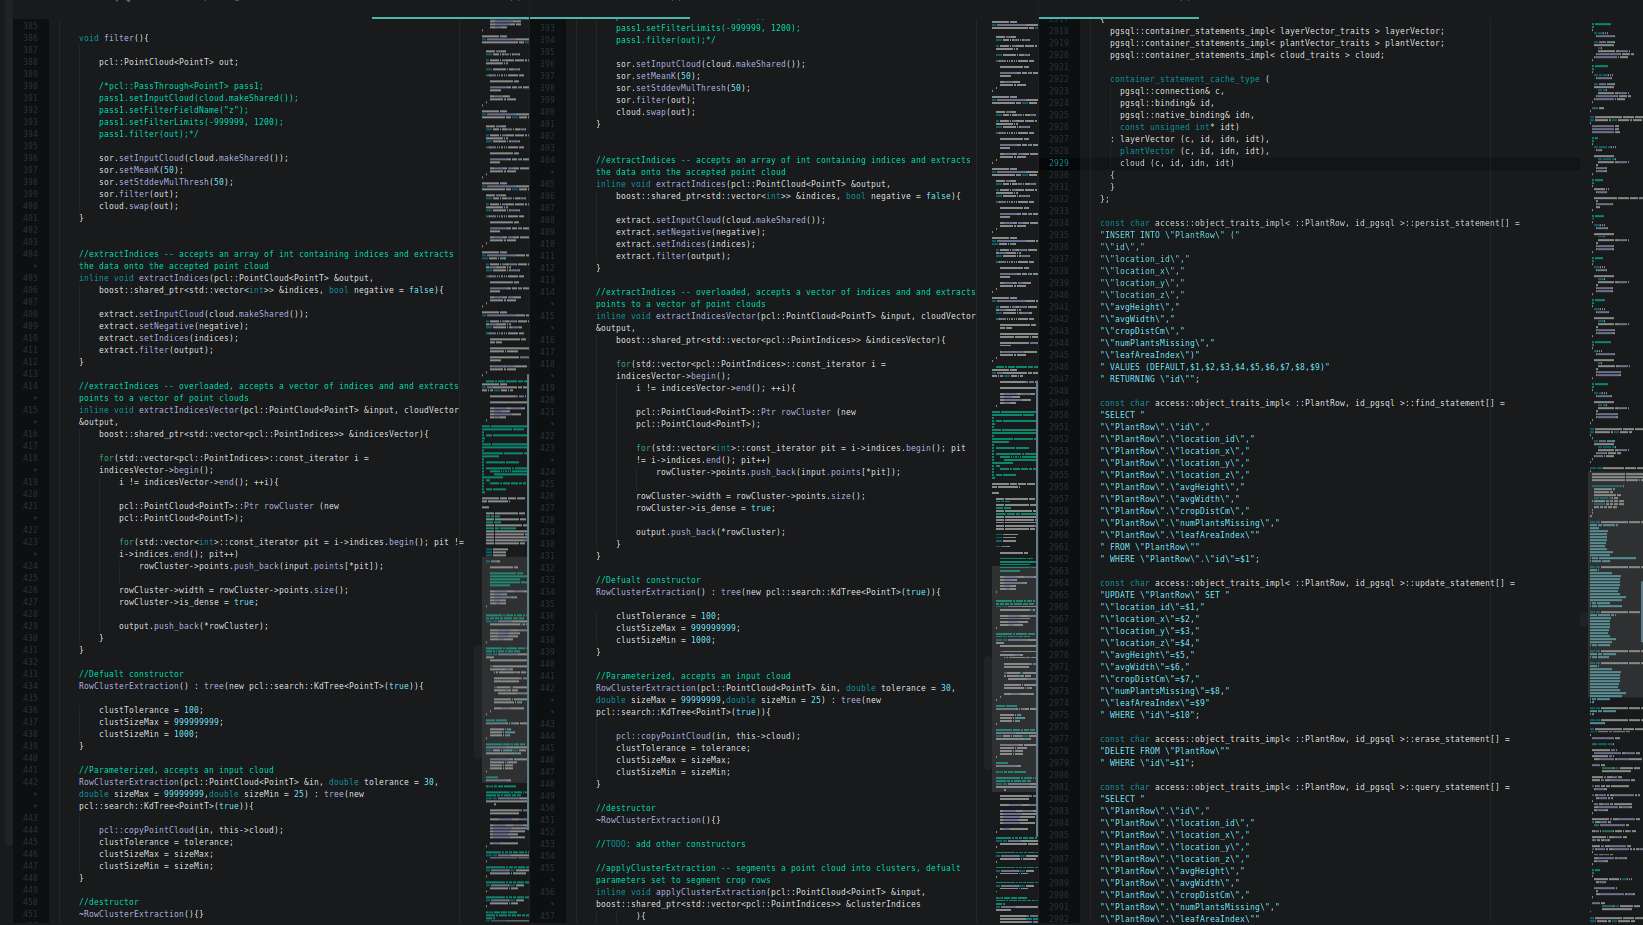 385
386 void filter(){
387
388 pcl::PointCloud<PointT> out;
389
390 /*pcl::PassThrough<PointT> pass1;
391 pass1.setInputCloud(cloud.makeShared());
392 pass1.setFilterFieldName("z");
393 pass1.setFilterLimits(-999999, 1200);
394 pass1.filter(out);*/
395
396 sor.setInputCloud(cloud.makeShared());
397 sor.setMeanK(50);
398 sor.setStddevMulThresh(50);
399 sor.filter(out);
400 cloud.swap(out);
401 }
402
403
404 //extractIndices -- accepts an array of int containing indices and extracts
the data onto the accepted point cloud
405 inline void extractIndices(pcl::PointCloud<PointT> &output,
406 boost::shared_ptr<std::vector<int>> &indices, bool negative = false){
407
408 extract.setInputCloud(cloud.makeShared());
409 extract.setNegative(negative);
410 extract.setIndices(indices);
411 extract.filter(output);
412 }
413
414 //extractIndices -- overloaded, accepts a vector of indices and and extracts
points to a vector of point clouds
415 inline void extractIndicesVector(pcl::PointCloud<PointT> &input, cloudVector
&output,
416 boost::shared_ptr<std::vector<pcl::PointIndices>> &indicesVector){
417
418 for(std::vector<pcl::PointIndices>::const_iterator i =
indicesVector->begin();
419 i != indicesVector->end(); ++i){
420
421 pcl::PointCloud<PointT>::Ptr rowCluster (new
pcl::PointCloud<PointT>);
422
423 for(std::vector<int>::const_iterator pit = i->indices.begin(); pit !=
i->indices.end(); pit++)
424 rowCluster->points.push_back(input.points[*pit]);
425
426 rowCluster->width = rowCluster->points.size();
427 rowCluster->is_dense = true;
428
429 output.push_back(*rowCluster);
430 }
431 }
432
433 //Defualt constructor
434 RowClusterExtraction() : tree(new pcl::search::KdTree<PointT>(true)){
435
436 clustTolerance = 100;
437 clustSizeMax = 999999999;
438 clustSizeMin = 1000;
439 }
440
441 //Parameterized, accepts an input cloud
442 RowClusterExtraction(pcl::PointCloud<PointT> &in, double tolerance = 30,
double sizeMax = 99999999,double sizeMin = 25) : tree(new
pcl::search::KdTree<PointT>(true)){
443
444 pcl::copyPointCloud(in, this->cloud);
445 clustTolerance = tolerance;
446 clustSizeMax = sizeMax;
447 clustSizeMin = sizeMin;
448 }
449
450 //destructor
451 ~RowClusterExtraction(){}
393 pass1.setFilterLimits(-999999, 1200);
394 pass1.filter(out);*/
395
396 sor.setInputCloud(cloud.makeShared());
397 sor.setMeanK(50);
398 sor.setStddevMulThresh(50);
399 sor.filter(out);
400 cloud.swap(out);
401 }
402
403
404 //extractIndices -- accepts an array of int containing indices and extracts
the data onto the accepted point cloud
405 inline void extractIndices(pcl::PointCloud<PointT> &output,
406 boost::shared_ptr<std::vector<int>> &indices, bool negative = false){
407
408 extract.setInputCloud(cloud.makeShared());
409 extract.setNegative(negative);
410 extract.setIndices(indices);
411 extract.filter(output);
412 }
413
414 //extractIndices -- overloaded, accepts a vector of indices and and extracts
points to a vector of point clouds
415 inline void extractIndicesVector(pcl::PointCloud<PointT> &input, cloudVector
&output,
416 boost::shared_ptr<std::vector<pcl::PointIndices>> &indicesVector){
417
418 for(std::vector<pcl::PointIndices>::const_iterator i =
indicesVector->begin();
419 i != indicesVector->end(); ++i){
420
421 pcl::PointCloud<PointT>::Ptr rowCluster (new
pcl::PointCloud<PointT>);
422
423 for(std::vector<int>::const_iterator pit = i->indices.begin(); pit
!= i->indices.end(); pit++)
424 rowCluster->points.push_back(input.points[*pit]);
425
426 rowCluster->width = rowCluster->points.size();
427 rowCluster->is_dense = true;
428
429 output.push_back(*rowCluster);
430 }
431 }
432
433 //Defualt constructor
434 RowClusterExtraction() : tree(new pcl::search::KdTree<PointT>(true)){
435
436 clustTolerance = 100;
437 clustSizeMax = 999999999;
438 clustSizeMin = 1000;
439 }
440
441 //Parameterized, accepts an input cloud
442 RowClusterExtraction(pcl::PointCloud<PointT> &in, double tolerance = 30,
double sizeMax = 99999999,double sizeMin = 25) : tree(new
pcl::search::KdTree<PointT>(true)){
443
444 pcl::copyPointCloud(in, this->cloud);
445 clustTolerance = tolerance;
446 clustSizeMax = sizeMax;
447 clustSizeMin = sizeMin;
448 }
449
450 //destructor
451 ~RowClusterExtraction(){}
452
453 //TODO: add other constructors
454
455 //applyClusterExtraction -- segments a point cloud into clusters, defualt
parameters set to segment crop rows
456 inline void applyClusterExtraction(pcl::PointCloud<PointT> &input,
boost::shared_ptr<std::vector<pcl::PointIndices>> &clusterIndices
457 ){
2918 pgsql::container_statements_impl< layerVector_traits > layerVector;
2919 pgsql::container_statements_impl< plantVector_traits > plantVector;
2920 pgsql::container_statements_impl< cloud_traits > cloud;
2921
2922 container_statement_cache_type (
2923 pgsql::connection& c,
2924 pgsql::binding& id,
2925 pgsql::native_binding& idn,
2926 const unsigned int* idt)
2927 : layerVector (c, id, idn, idt),
2928 plantVector (c, id, idn, idt),
2929 cloud (c, id, idn, idt)
2930 {
2931 }
2932 };
2933
2934 const char access::object_traits_impl< ::PlantRow, id_pgsql >::persist_statement[] =
2935 "INSERT INTO \"PlantRow\" ("
2936 "\"id\","
2937 "\"location_id\","
2938 "\"location_x\","
2939 "\"location_y\","
2940 "\"location_z\","
2941 "\"avgHeight\","
2942 "\"avgWidth\","
2943 "\"cropDistCm\","
2944 "\"numPlantsMissing\","
2945 "\"leafAreaIndex\")"
2946 " VALUES (DEFAULT,$1,$2,$3,$4,$5,$6,$7,$8,$9)"
2947 " RETURNING \"id\"";
2948
2949 const char access::object_traits_impl< ::PlantRow, id_pgsql >::find_statement[] =
2950 "SELECT "
2951 "\"PlantRow\".\"id\","
2952 "\"PlantRow\".\"location_id\","
2953 "\"PlantRow\".\"location_x\","
2954 "\"PlantRow\".\"location_y\","
2955 "\"PlantRow\".\"location_z\","
2956 "\"PlantRow\".\"avgHeight\","
2957 "\"PlantRow\".\"avgWidth\","
2958 "\"PlantRow\".\"cropDistCm\","
2959 "\"PlantRow\".\"numPlantsMissing\","
2960 "\"PlantRow\".\"leafAreaIndex\""
2961 " FROM \"PlantRow\""
2962 " WHERE \"PlantRow\".\"id\"=$1";
2963
2964 const char access::object_traits_impl< ::PlantRow, id_pgsql >::update_statement[] =
2965 "UPDATE \"PlantRow\" SET "
2966 "\"location_id\"=$1,"
2967 "\"location_x\"=$2,"
2968 "\"location_y\"=$3,"
2969 "\"location_z\"=$4,"
2970 "\"avgHeight\"=$5,"
2971 "\"avgWidth\"=$6,"
2972 "\"cropDistCm\"=$7,"
2973 "\"numPlantsMissing\"=$8,"
2974 "\"leafAreaIndex\"=$9"
2975 " WHERE \"id\"=$10";
2976
2977 const char access::object_traits_impl< ::PlantRow, id_pgsql >::erase_statement[] =
2978 "DELETE FROM \"PlantRow\""
2979 " WHERE \"id\"=$1";
2980
2981 const char access::object_traits_impl< ::PlantRow, id_pgsql >::query_statement[] =
2982 "SELECT "
2983 "\"PlantRow\".\"id\","
2984 "\"PlantRow\".\"location_id\","
2985 "\"PlantRow\".\"location_x\","
2986 "\"PlantRow\".\"location_y\","
2987 "\"PlantRow\".\"location_z\","
2988 "\"PlantRow\".\"avgHeight\","
2989 "\"PlantRow\".\"avgWidth\","
2990 "\"PlantRow\".\"cropDistCm\","
2991 "\"PlantRow\".\"numPlantsMissing\","
2992 "\"PlantRow\".\"leafAreaIndex\""